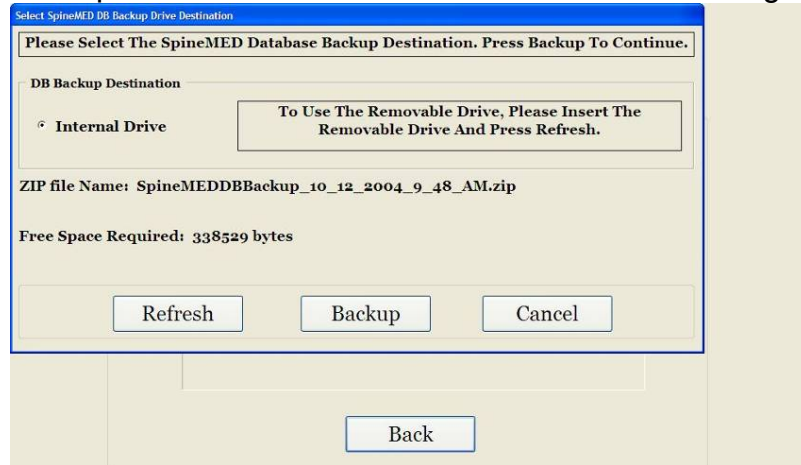 Select SpineMED DB Backup Drive Destination
Please Select The SpineMED Database Backup Destination. Press Backup To Continue.
DB Backup Destination
Internal Drive
To Use The Removable Drive, Please Insert The
Removable Drive And Press Refresh.
ZIP file Name: SpineMEDDBBackup_10_12_2004_9_48_AM.zip
Free Space Required: 338529 bytes
Refresh Backup Cancel
Back